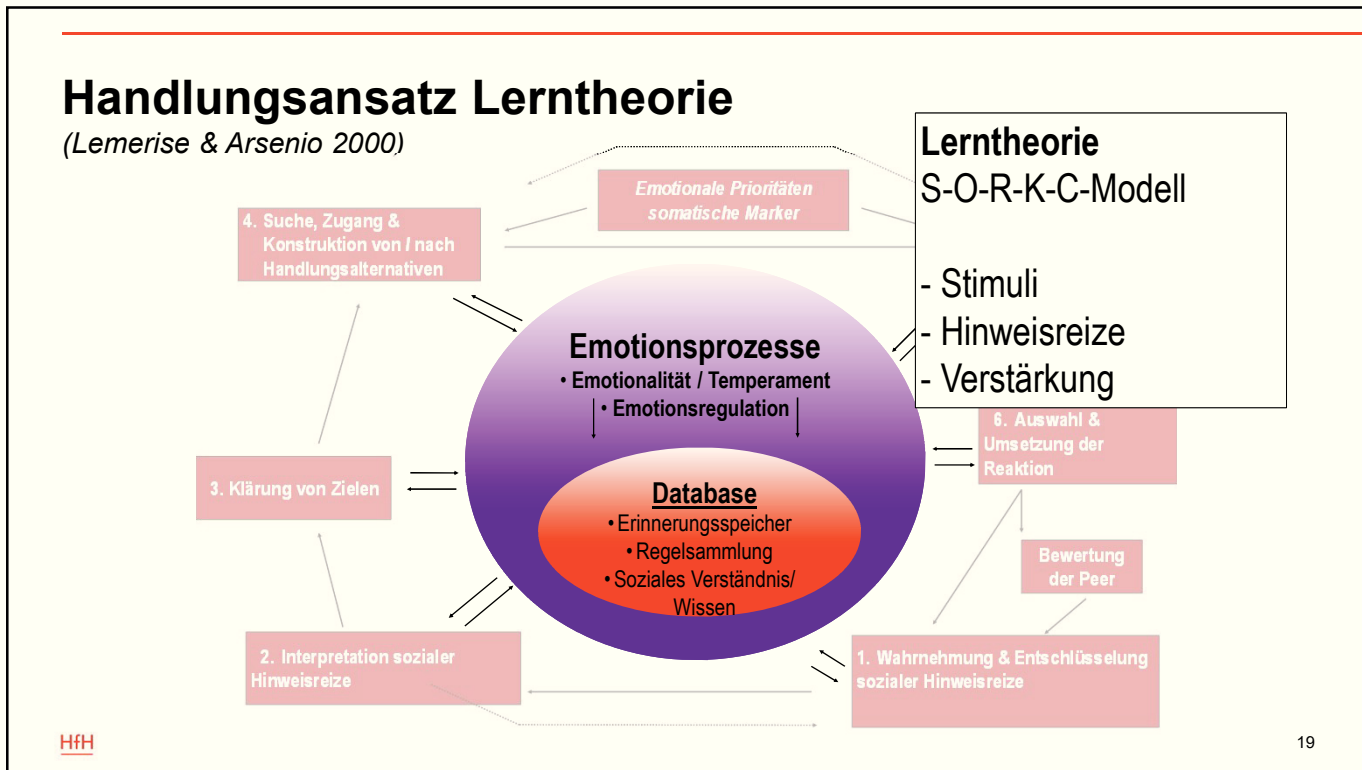 Handlungsansatz Lerntheorie
(Lemerise & Arsenio 2000)
Lerntheorie
S-O-R-K-C-Modell
- Stimuli
- Hinweisreize
- Verstärkung
Emotionale Prioritäten
somatische Marker
4. Suche, Zugang &
Konstruktion von / nach
Handlungsalternativen
Emotionsprozesse
• Emotionalität / Temperament
• Emotionsregulation
6. Auswahl &
Umsetzung der
Reaktion
3. Klärung von Zielen
Database
• Erinnerungsspeicher
• Regelsammlung
• Soziales Verständnis/
Wissen
Bewertung
der Peer
2. Interpretation sozialer
Hinweisreize
1. Wahrnehmung & Entschlüsselung
sozialer Hinweisreize
HfH
19